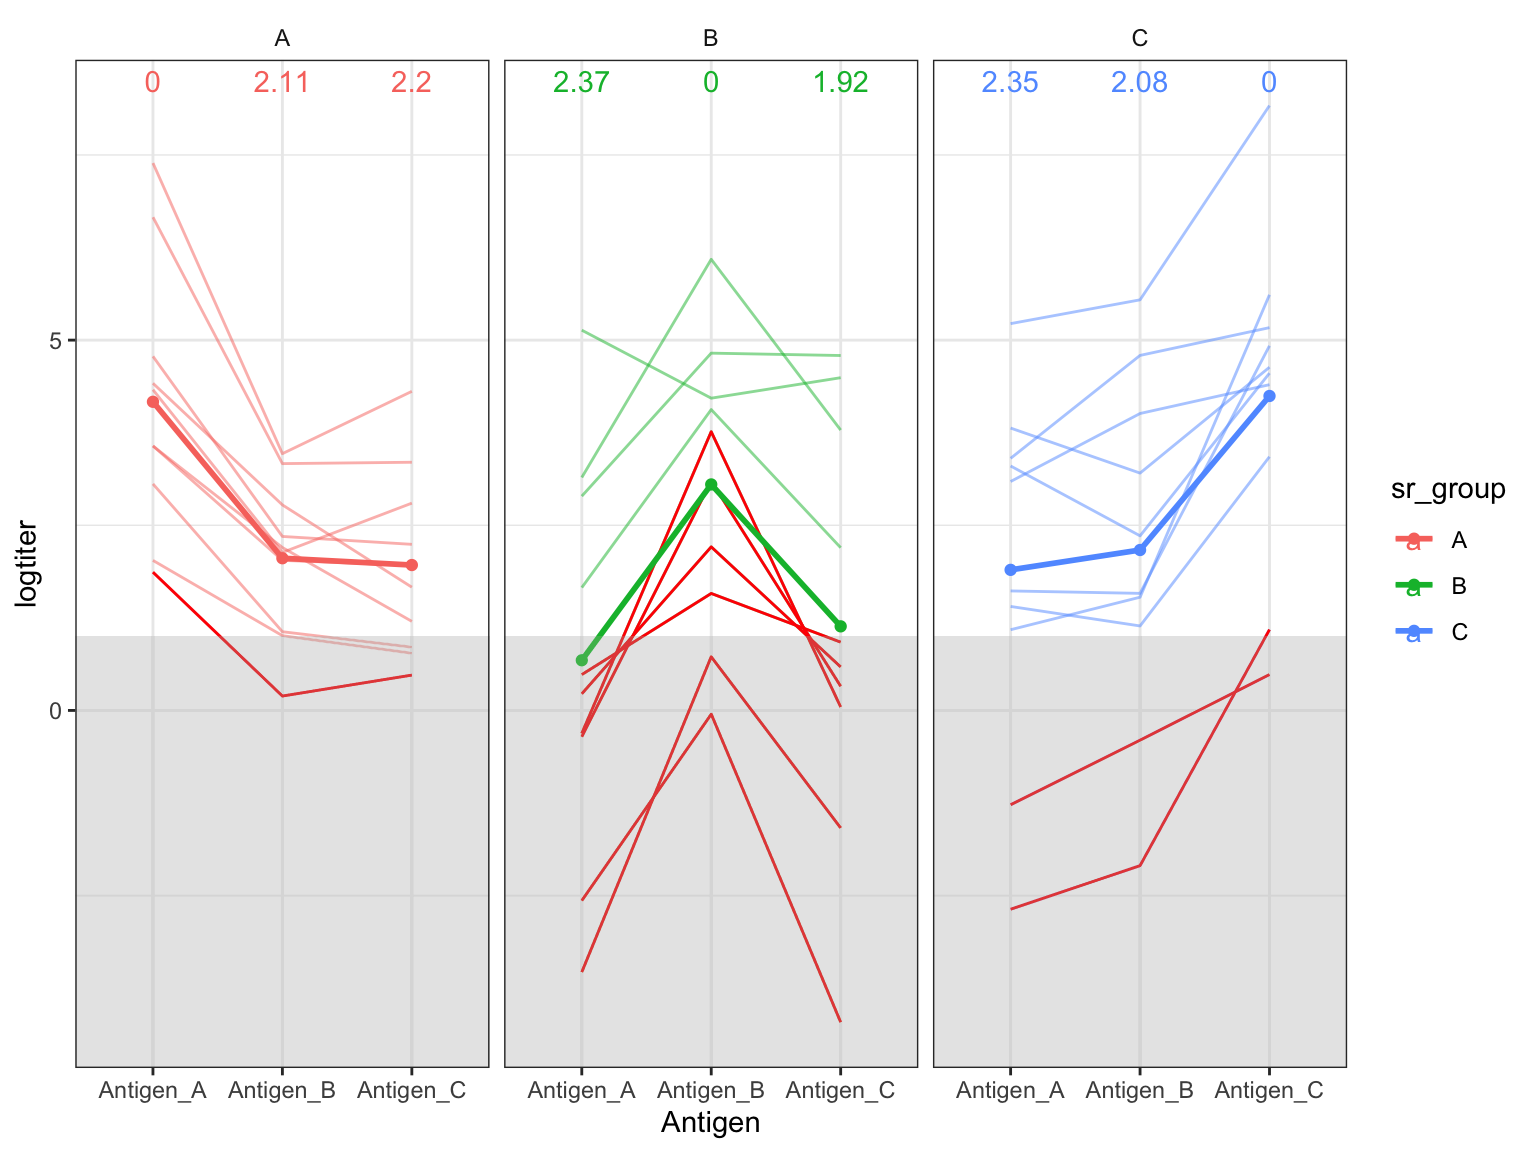 A B C
0 2.11 2.2 2.37 0 1.92 2.35 2.08 0
5
0
logtiter
Antigen_A Antigen_B Antigen_C Antigen_A Antigen_B Antigen_C Antigen_A Antigen_B Antigen_C
Antigen
sr_group
a A
a B
a C